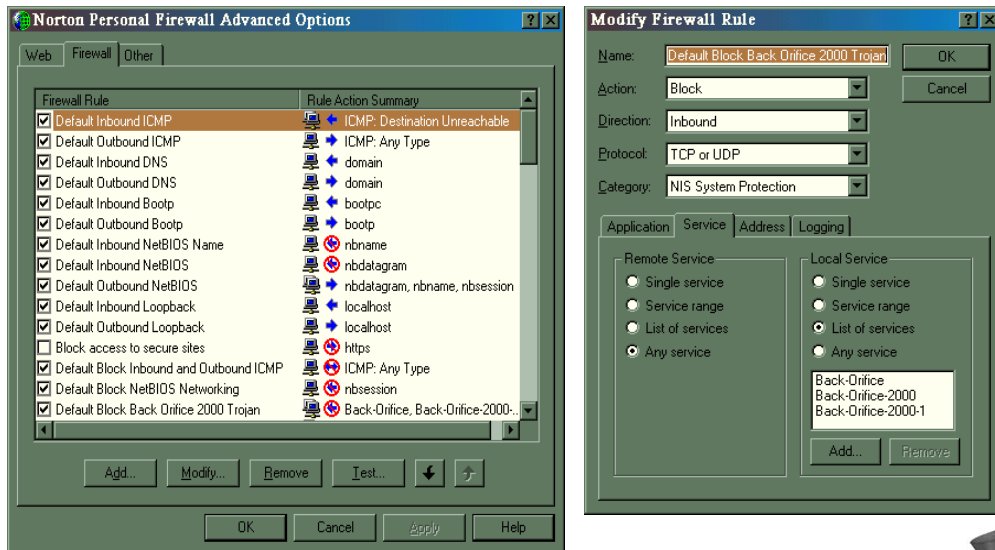 Norton Personal Firewall Advanced Options
Web Firewall Other
Firewall Rule Rule Action Summary
Default Inbound ICMP ICMP: Destination Unreachable
Default Outbound ICMP ICMP: Any Type
Default Inbound DNS domain
Default Outbound DNS domain
Default Inbound Bootp bootpc
Default Outbound Bootp bootp
Default Inbound NetBIOS Name nbname
Default Inbound NetBIOS nbdatagram
Default Outbound NetBIOS nbdatagram, nbname, nbsession
Default Inbound Loopback localhost
Default Outbound Loopback localhost
Block access to secure sites https
Default Block Inbound and Outbound ICMP ICMP: Any Type
Default Block NetBIOS Networking nbsession
Default Block Back Orifice 2000 Trojan Back-Orifice, Back-Orifice-2000-..
Add... Modify... Remove Test...
OK Cancel Apply Help
Modify Firewall Rule
Name: Default Block Back Orifice 2000 Trojan OK
Action: Block Cancel
Direction: Inbound
Protocol: TCP or UDP
Category: NIS System Protection
Application Service Address Logging
Remote Service
Single service
Service range
List of services
Any service
Local Service
Single service
Service range
List of services
Any service
Back-Orifice
Back-Orifice-2000
Back-Orifice-2000-1
Add... Remove